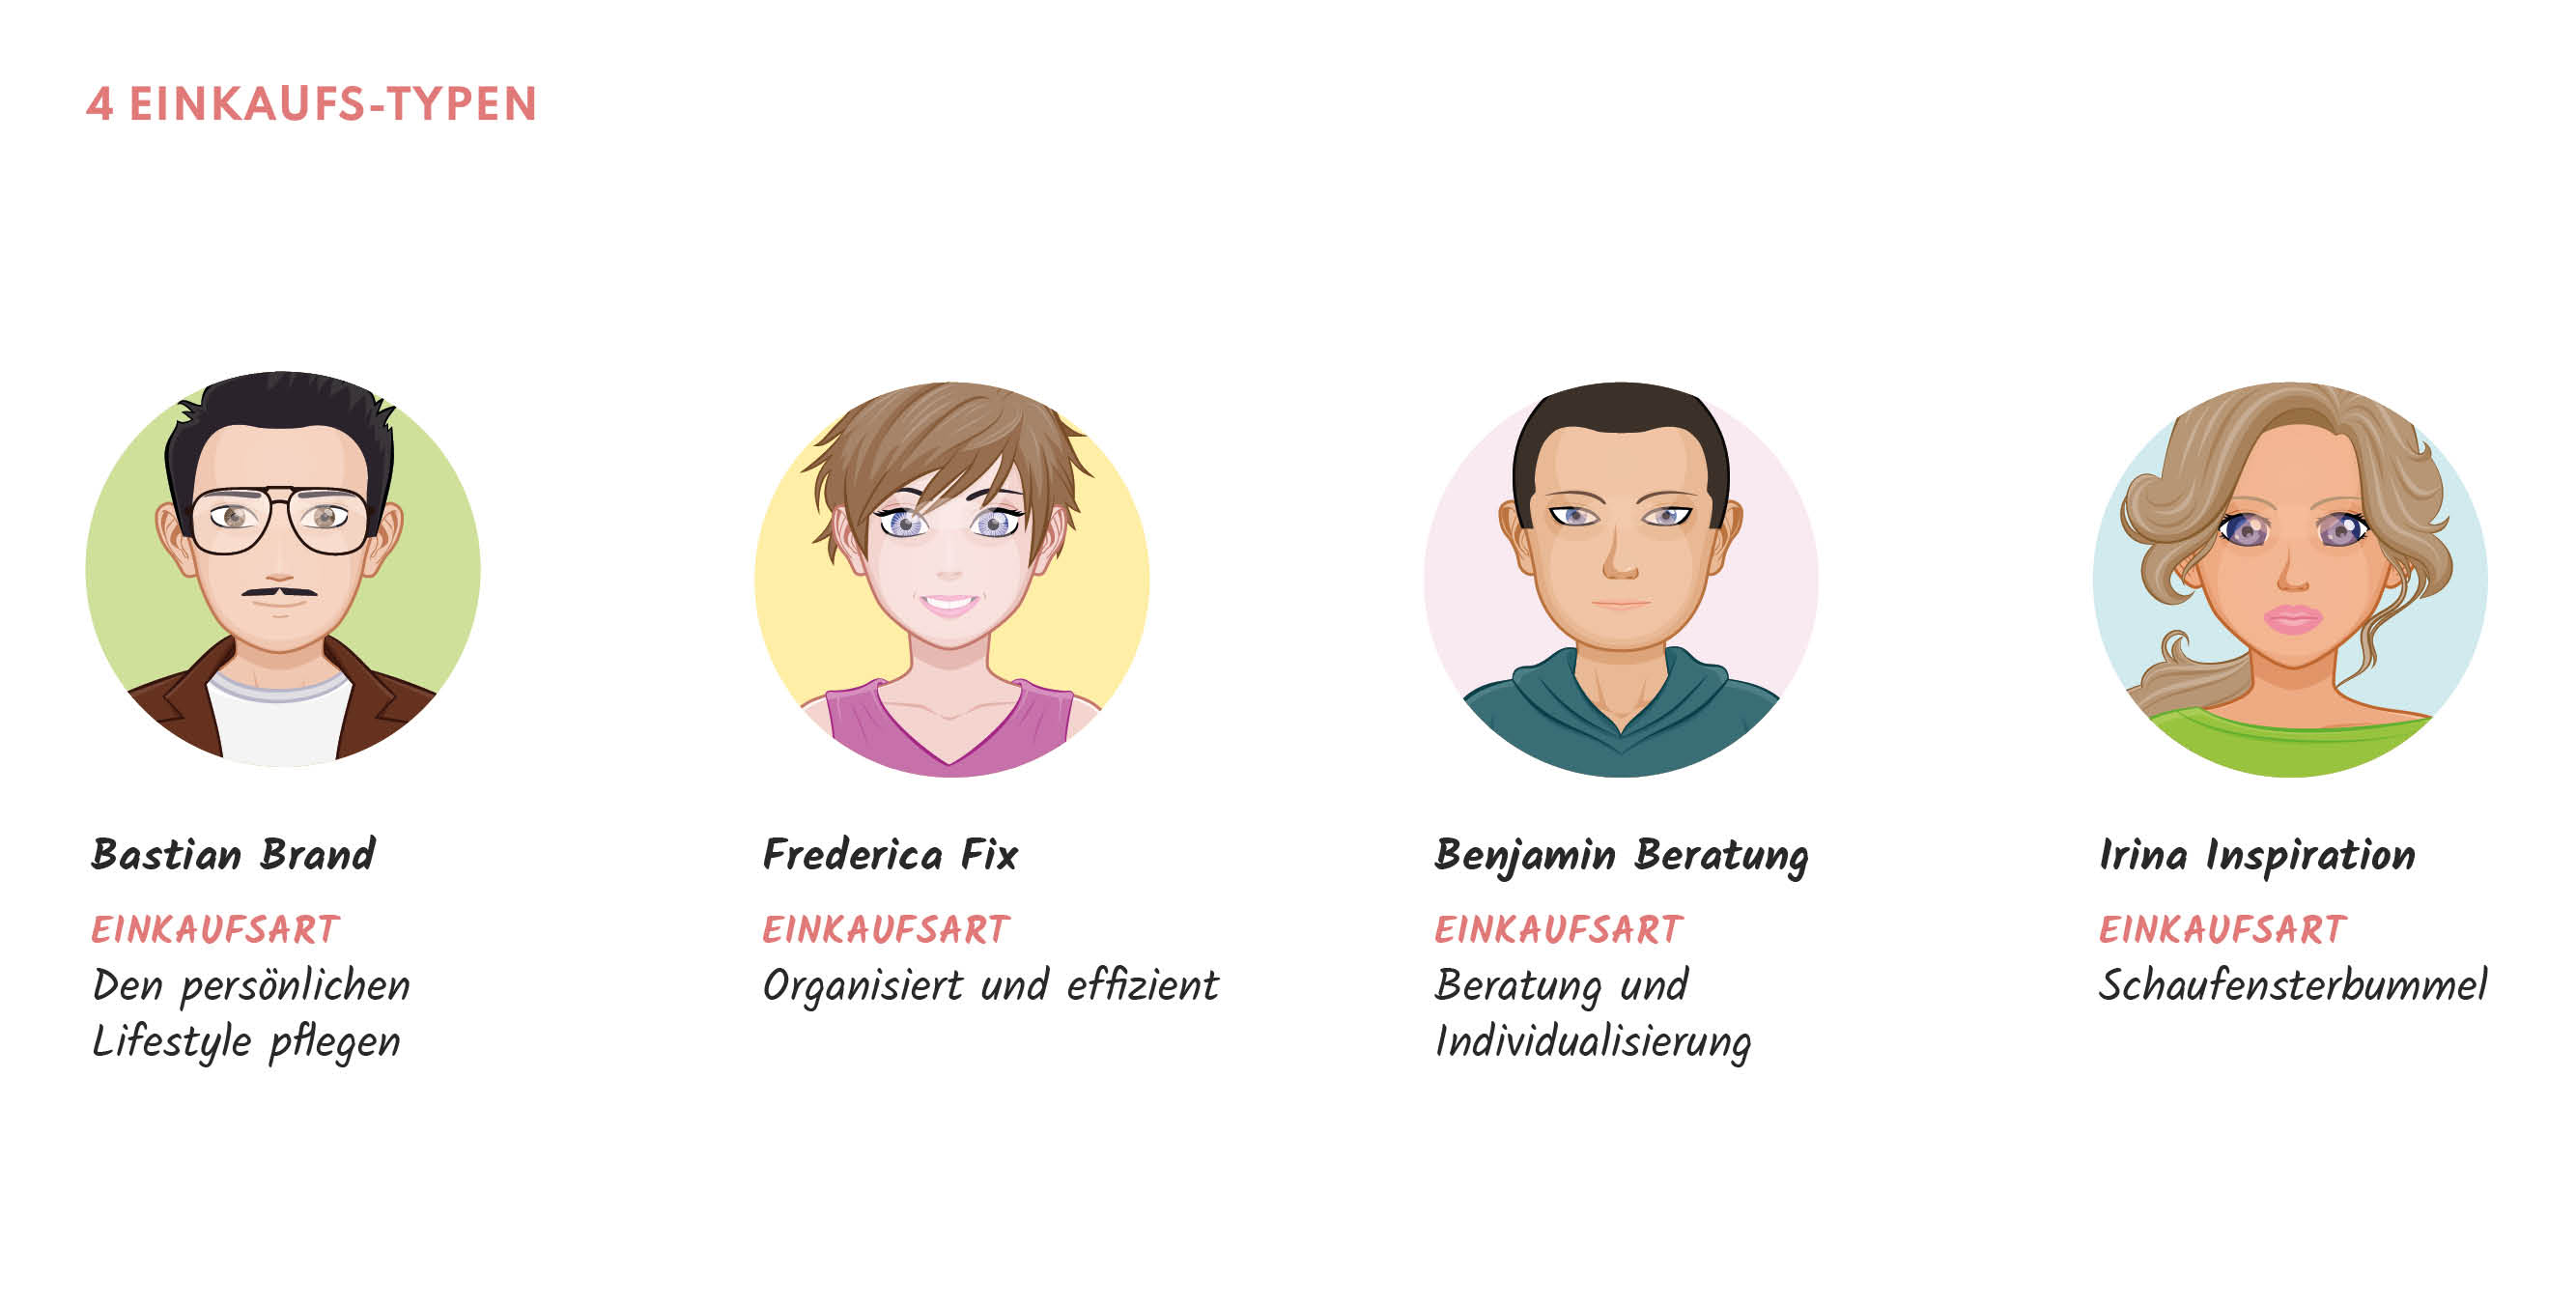 4 EINKAUFS-TYPEN
Bastian Brand
EINKAUFSART
Den persönlichen
Lifestyle pflegen
Frederica Fix
EINKAUFSART
Organisiert und effizient
Benjamin Beratung
EINKAUFSART
Beratung und
Individualisierung
Irina Inspiration
EINKAUFSART
Schaufensterbummel